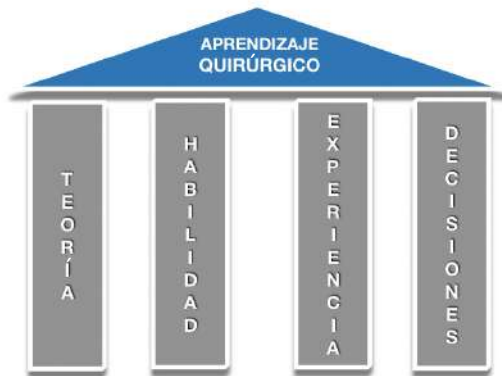 APRENDIZAJE
QUIRÚRGICO
TEORÍA
HABILIDAD
EXPERIENCIA
DECISIONES